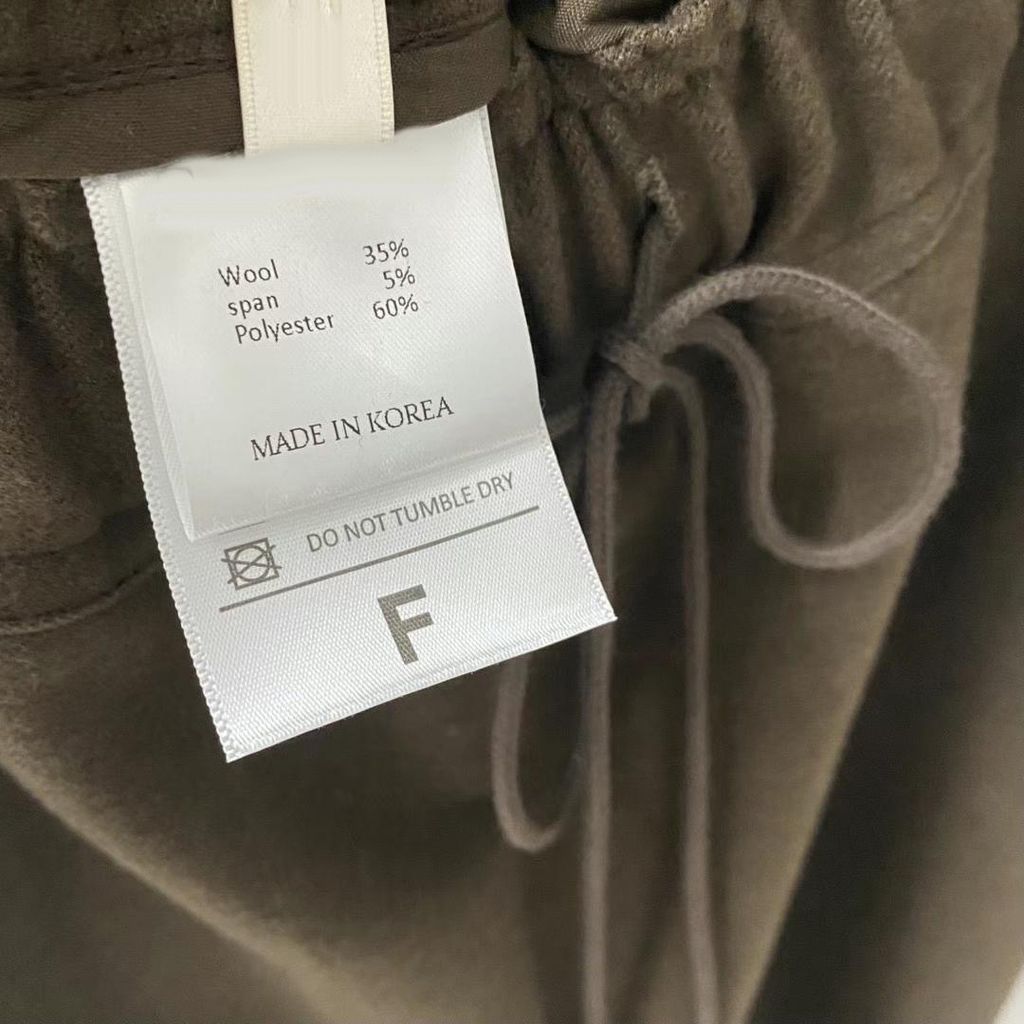 Wool 35%
span 5%
Polyester 60%
MADE IN KOREA
DO NOT TUMBLE DRY
F